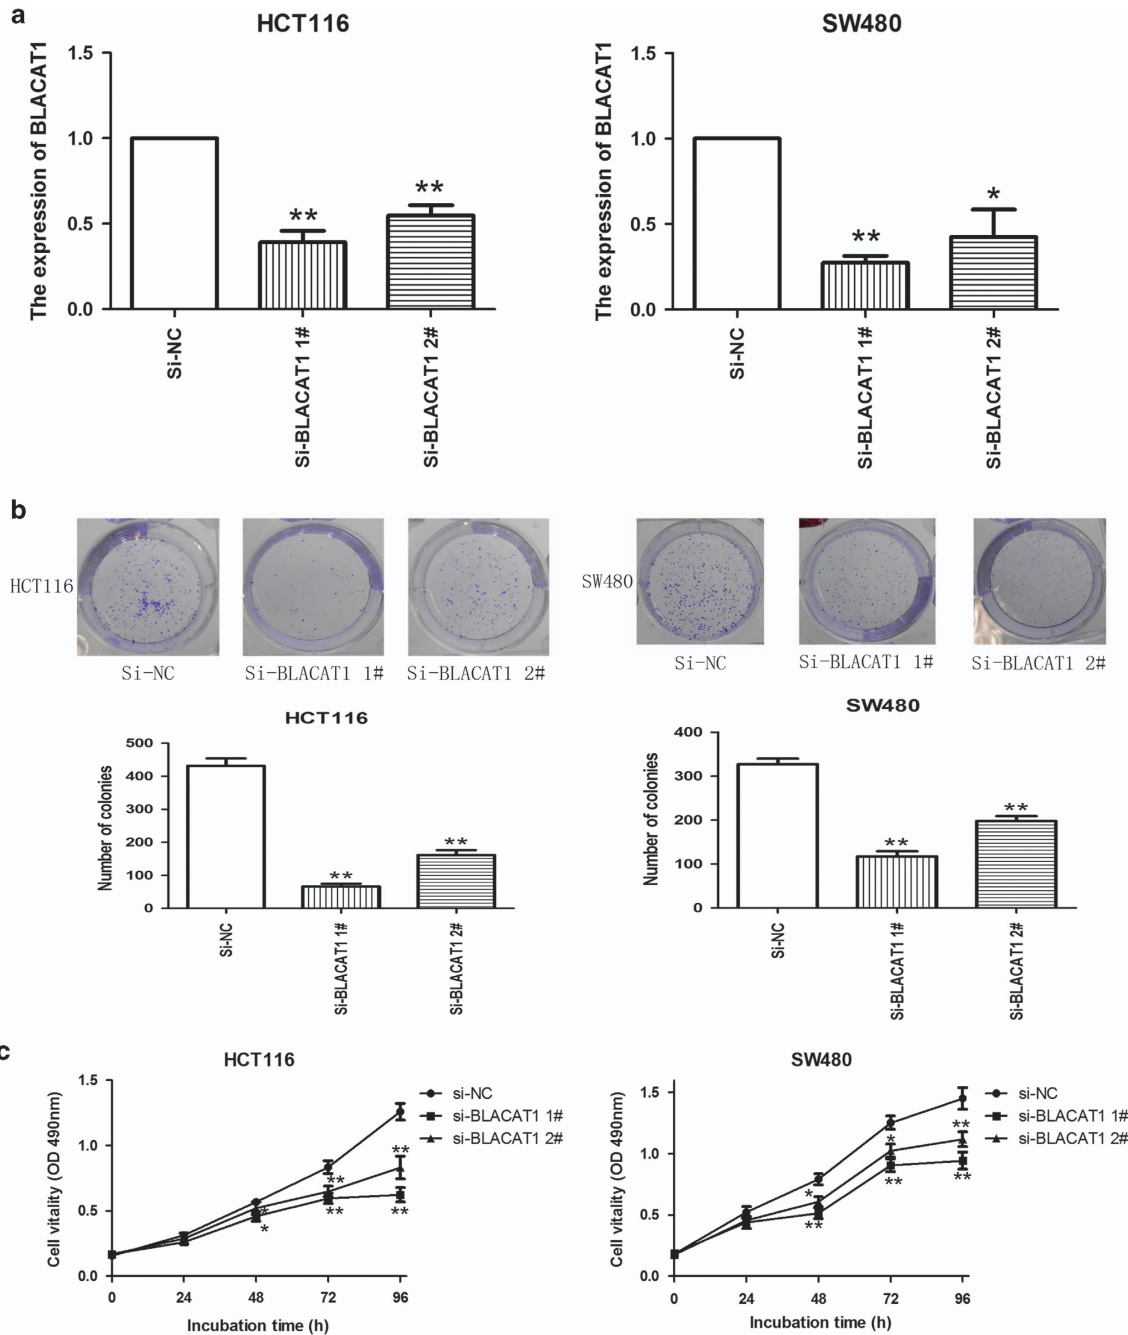 a
HCT116
SW480
The expression of BLACAT1
1.5
1.0
0.5
0.0
**
**
Si-NC
Si-BLACAT1 1#
Si-BLACAT1 2#
The expression of BLACAT1
1.5
1.0
0.5
0.0
**
*
Si-NC
Si-BLACAT1 1#
Si-BLACAT1 2#
b
HCT116
Si-NC
Si-BLACAT1 1#
Si-BLACAT1 2#
SW480
Si-NC
Si-BLACAT1 1#
Si-BLACAT1 2#
HCT116
Number of colonies
500
400
300
200
100
0
**
**
Si-NC
Si-BLACAT1 1#
Si-BLACAT1 2#
SW480
Number of colonies
400
300
200
100
0
**
**
Si-NC
Si-BLACAT1 1#
Si-BLACAT1 2#
c
HCT116
Cell vitality (OD 490nm)
1.5
1.0
0.5
0.0
si-NC
si-BLACAT1 1#
si-BLACAT1 2#
**
**
*
*
**
**
0 24 48 72 96
Incubation time (h)
SW480
Cell vitality (OD 490nm)
1.5
1.0
0.5
0.0
si-NC
si-BLACAT1 1#
si-BLACAT1 2#
**
*
*
**
**
**
0 24 48 72 96
Incubation time (h)